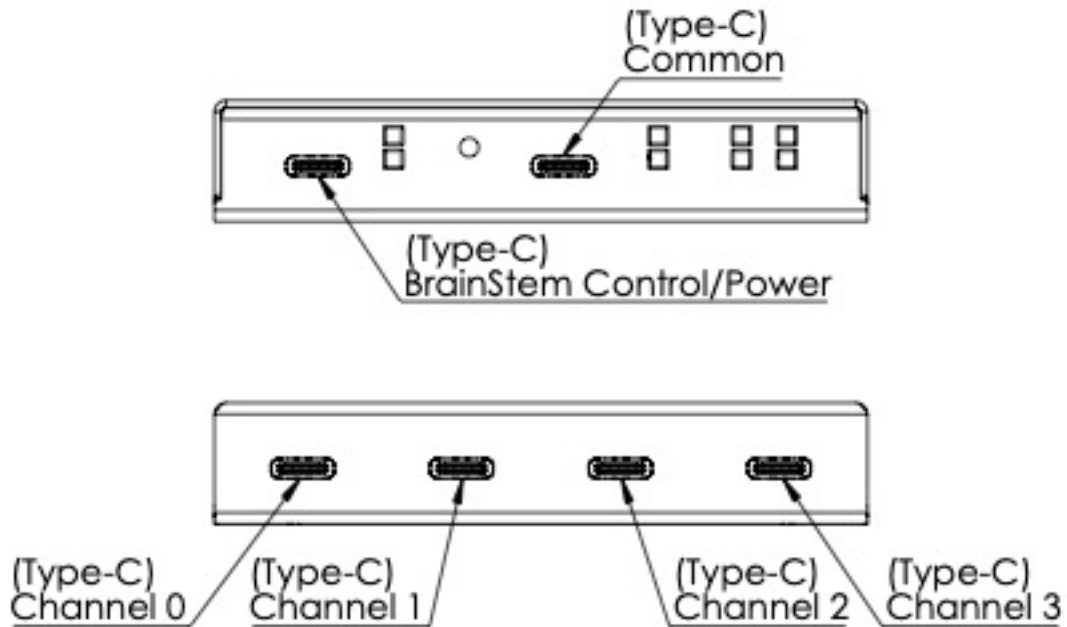 (Type-C)
Common
(Type-C)
BrainStem Control/Power
(Type-C)
Channel 0
(Type-C)
Channel 1
(Type-C)
Channel 2
(Type-C)
Channel 3